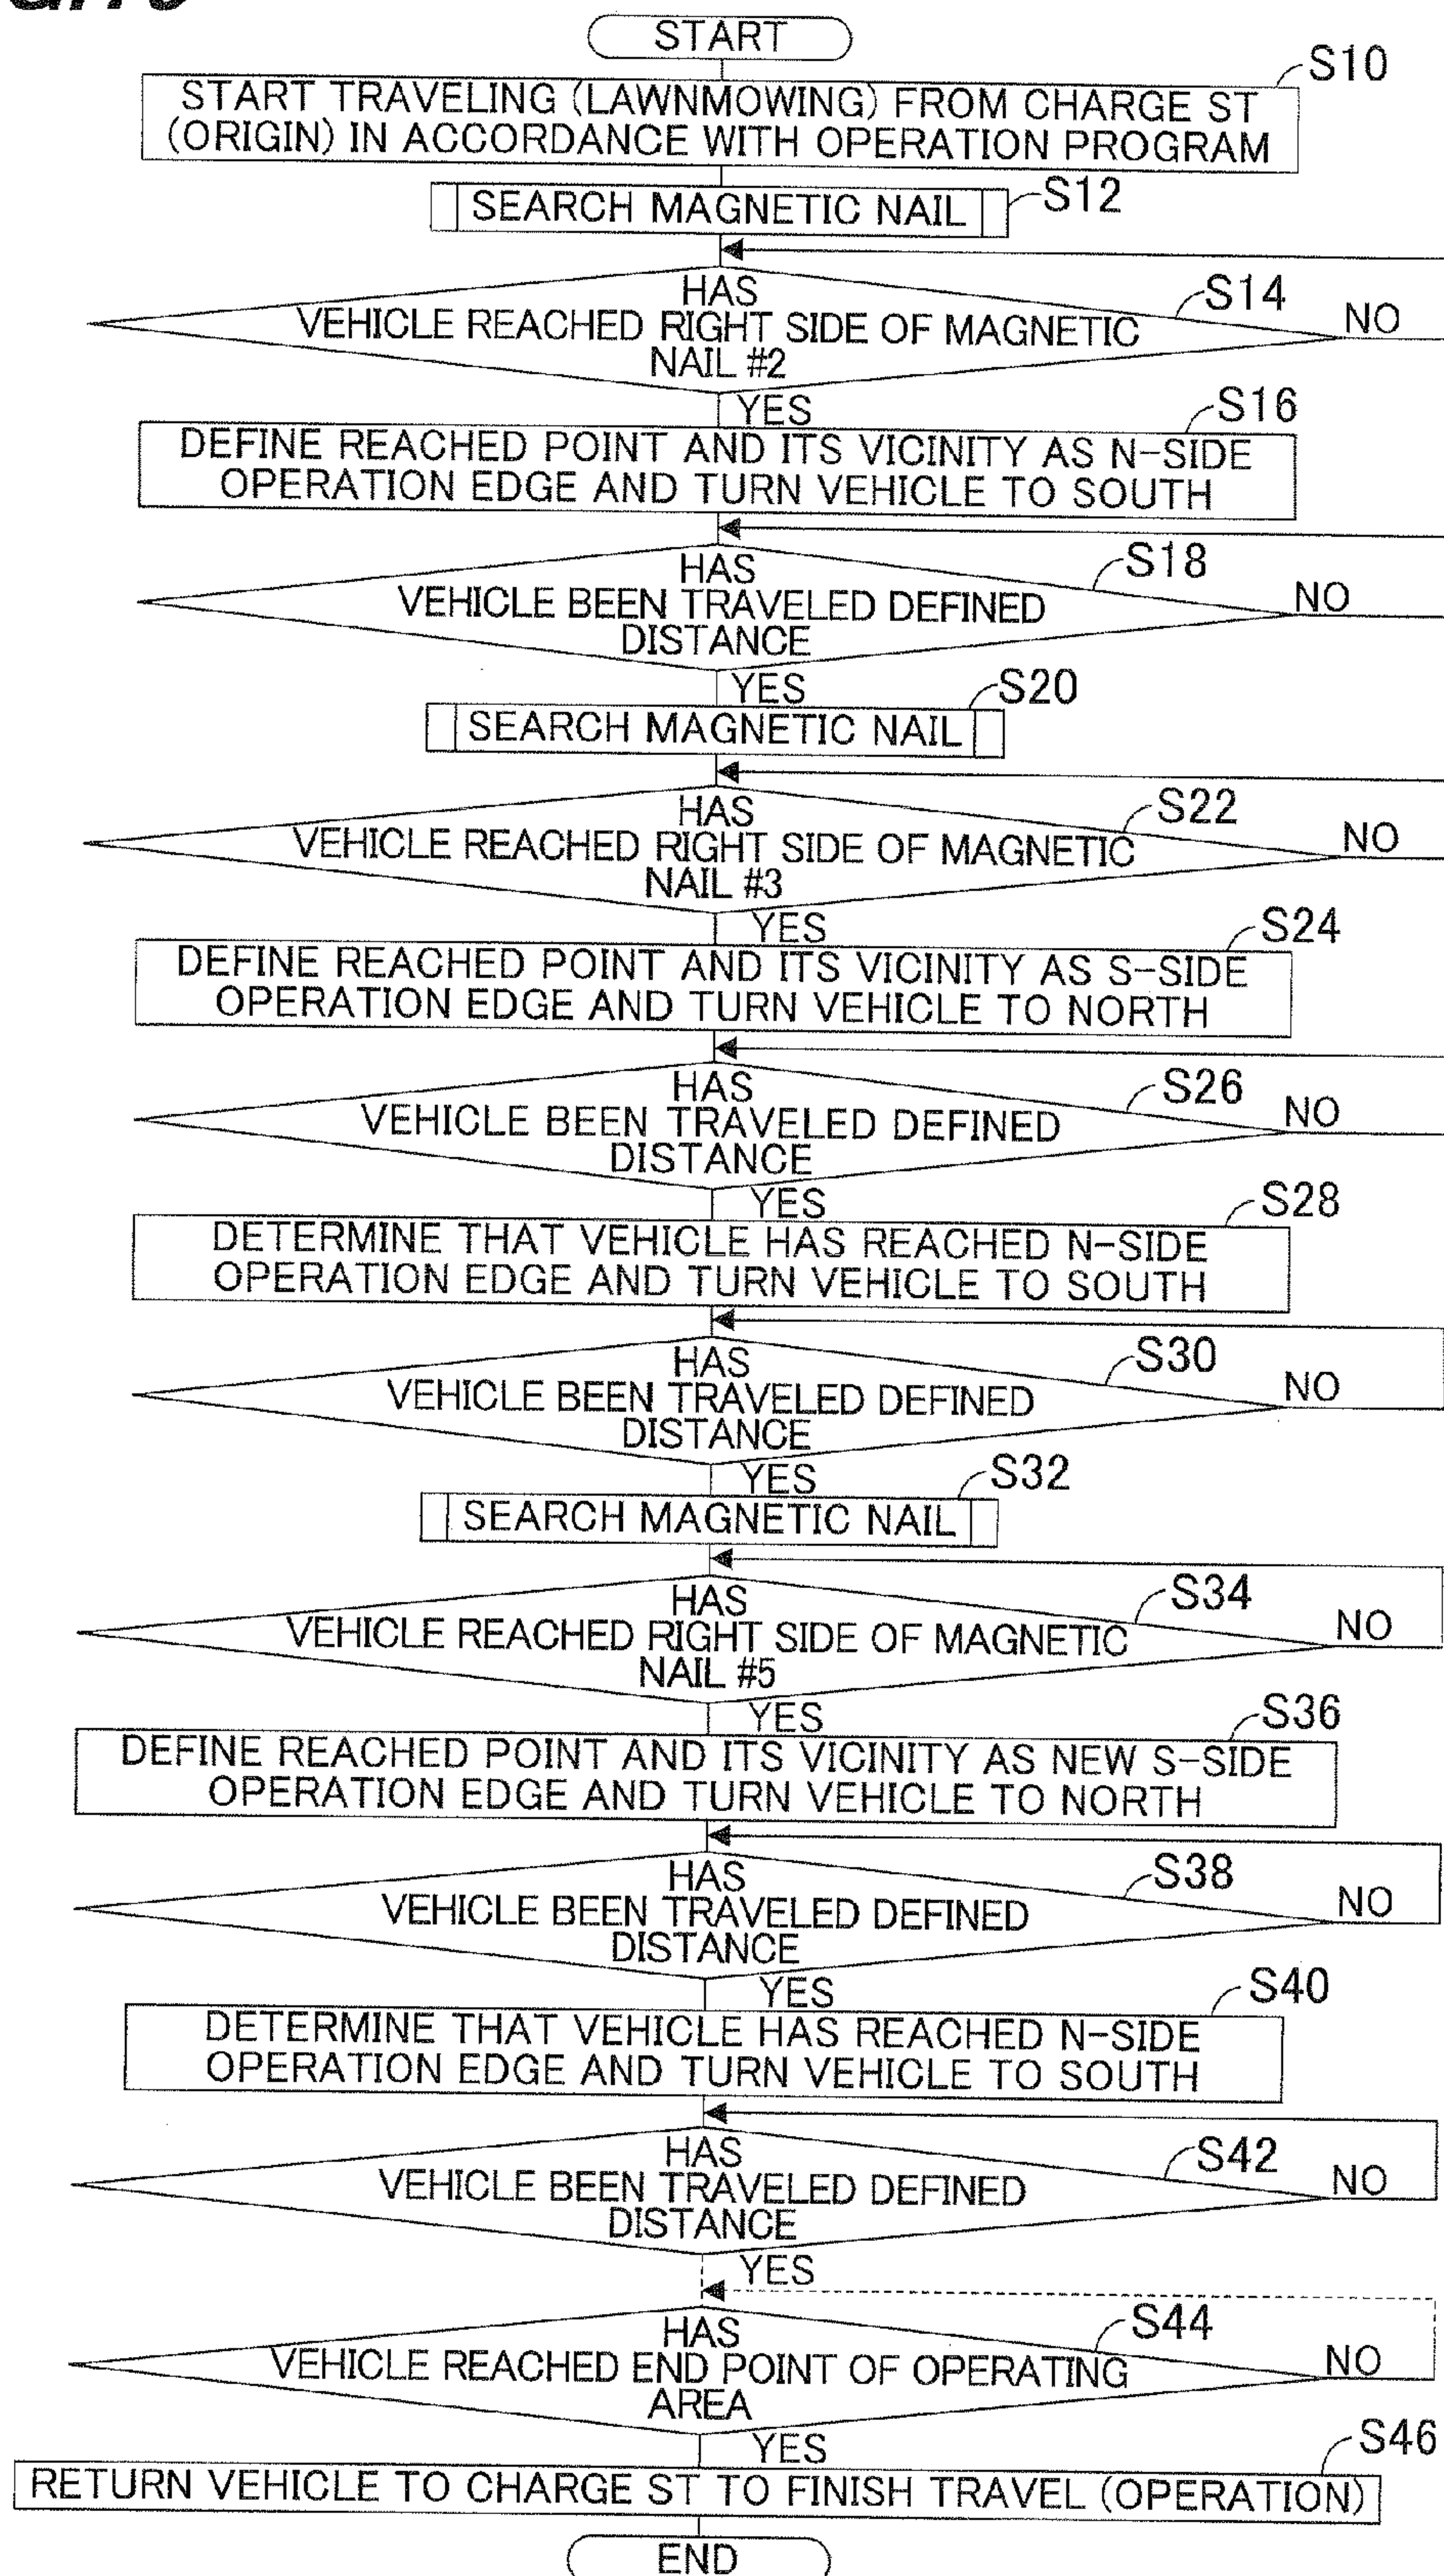 START
S10
START TRAVELING (LAWNMOWING) FROM CHARGE ST
(ORIGIN) IN ACCORDANCE WITH OPERATION PROGRAM
SEARCH MAGNETIC NAIL
S12
HAS
S14
VEHICLE REACHED RIGHT SIDE OF MAGNETIC
NO
NAIL #2
YES
S16
DEFINE REACHED POINT AND ITS VICINITY AS N-SIDE
OPERATION EDGE AND TURN VEHICLE TO SOUTH
HAS
S18
VEHICLE BEEN TRAVELED DEFINED
NO
DISTANCE
YES
S20
SEARCH MAGNETIC NAIL
HAS
S22
VEHICLE REACHED RIGHT SIDE OF MAGNETIC
NO
NAIL #3
YES
S24
DEFINE REACHED POINT AND ITS VICINITY AS S-SIDE
OPERATION EDGE AND TURN VEHICLE TO NORTH
HAS
S26
VEHICLE BEEN TRAVELED DEFINED
NO
DISTANCE
YES
S28
DETERMINE THAT VEHICLE HAS REACHED N-SIDE
OPERATION EDGE AND TURN VEHICLE TO SOUTH
HAS
S30
VEHICLE BEEN TRAVELED DEFINED
NO
DISTANCE
YES
S32
SEARCH MAGNETIC NAIL
HAS
S34
VEHICLE REACHED RIGHT SIDE OF MAGNETIC
NO
NAIL #5
YES
S36
DEFINE REACHED POINT AND ITS VICINITY AS NEW S-SIDE
OPERATION EDGE AND TURN VEHICLE TO NORTH
HAS
S38
VEHICLE BEEN TRAVELED DEFINED
NO
DISTANCE
YES
S40
DETERMINE THAT VEHICLE HAS REACHED N-SIDE
OPERATION EDGE AND TURN VEHICLE TO SOUTH
HAS
S42
VEHICLE BEEN TRAVELED DEFINED
NO
DISTANCE
YES
HAS
S44
VEHICLE REACHED END POINT OF OPERATING
NO
AREA
YES
S46
RETURN VEHICLE TO CHARGE ST TO FINISH TRAVEL (OPERATION)
END